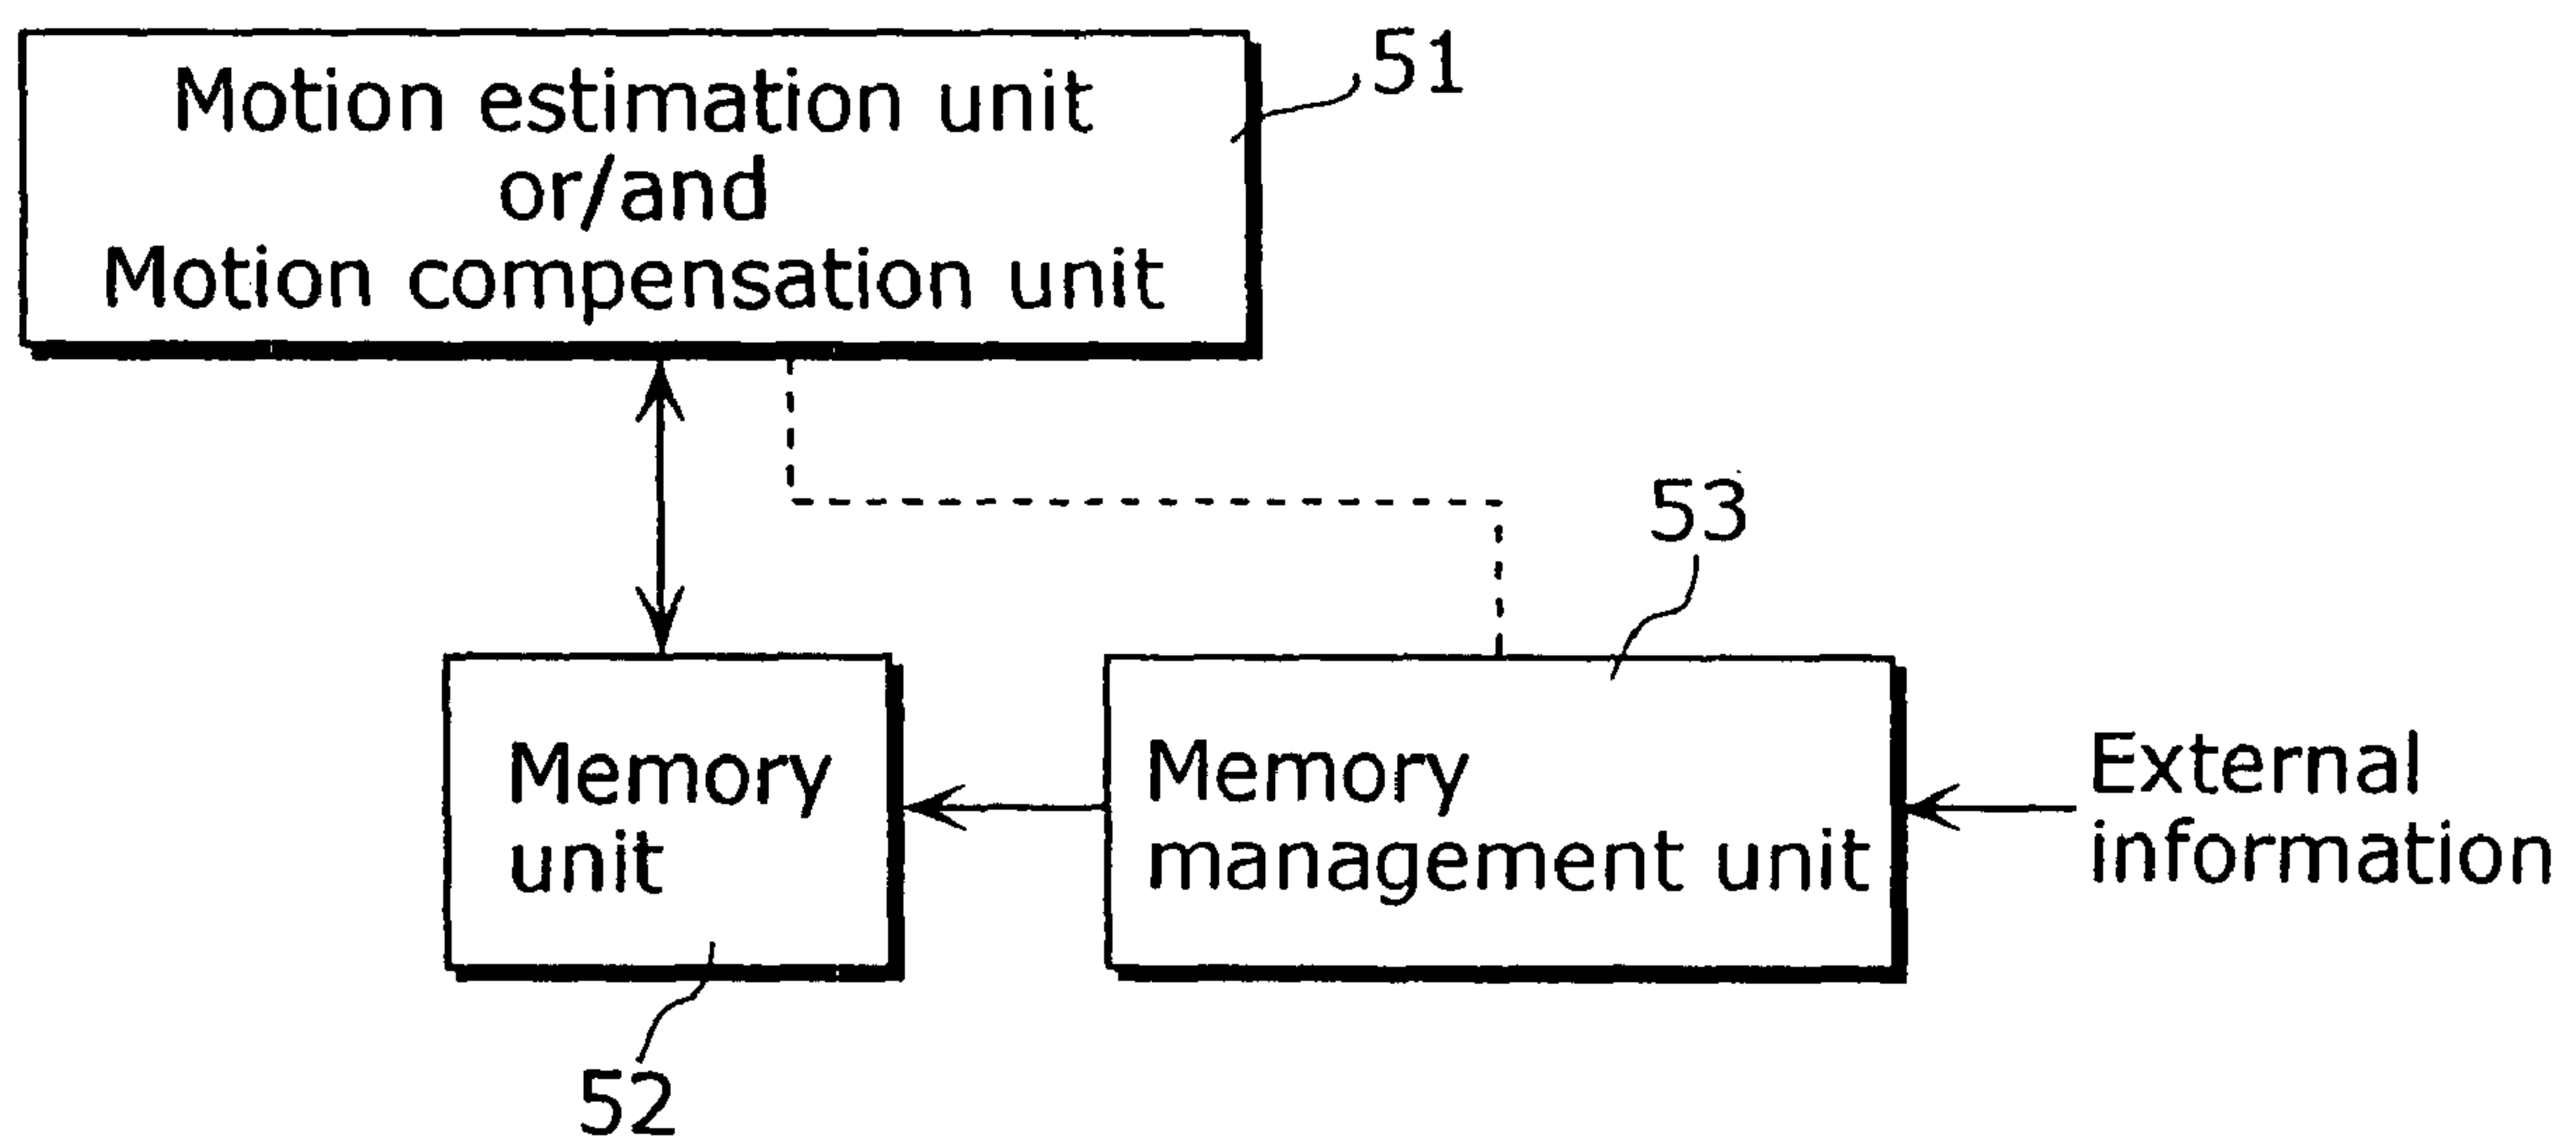 Motion estimation unit
or/and
Motion compensation unit
51
53
Memory
unit
Memory
management unit
External
information
52